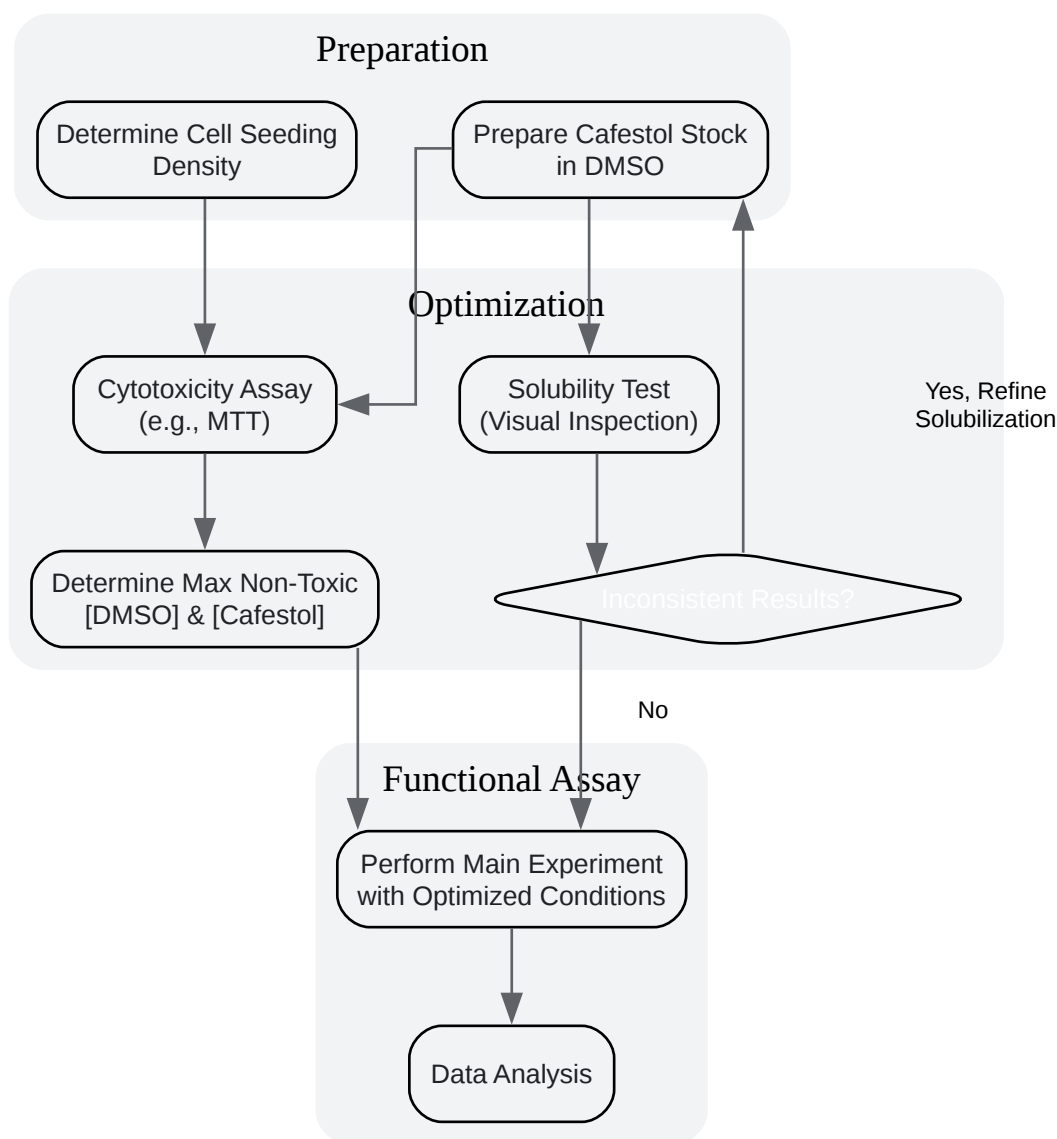 Preparation
Determine Cell Seeding
Density
Prepare Cafestol Stock
in DMSO
Optimization
Cytotoxicity Assay
(e.g., MTT)
Solubility Test
(Visual Inspection)
Yes, Refine
Solubilization
Determine Max Non-Toxic
[DMSO] & [Cafestol]
Inconsistent Results?
No
Functional Assay
Perform Main Experiment
with Optimized Conditions
Data Analysis